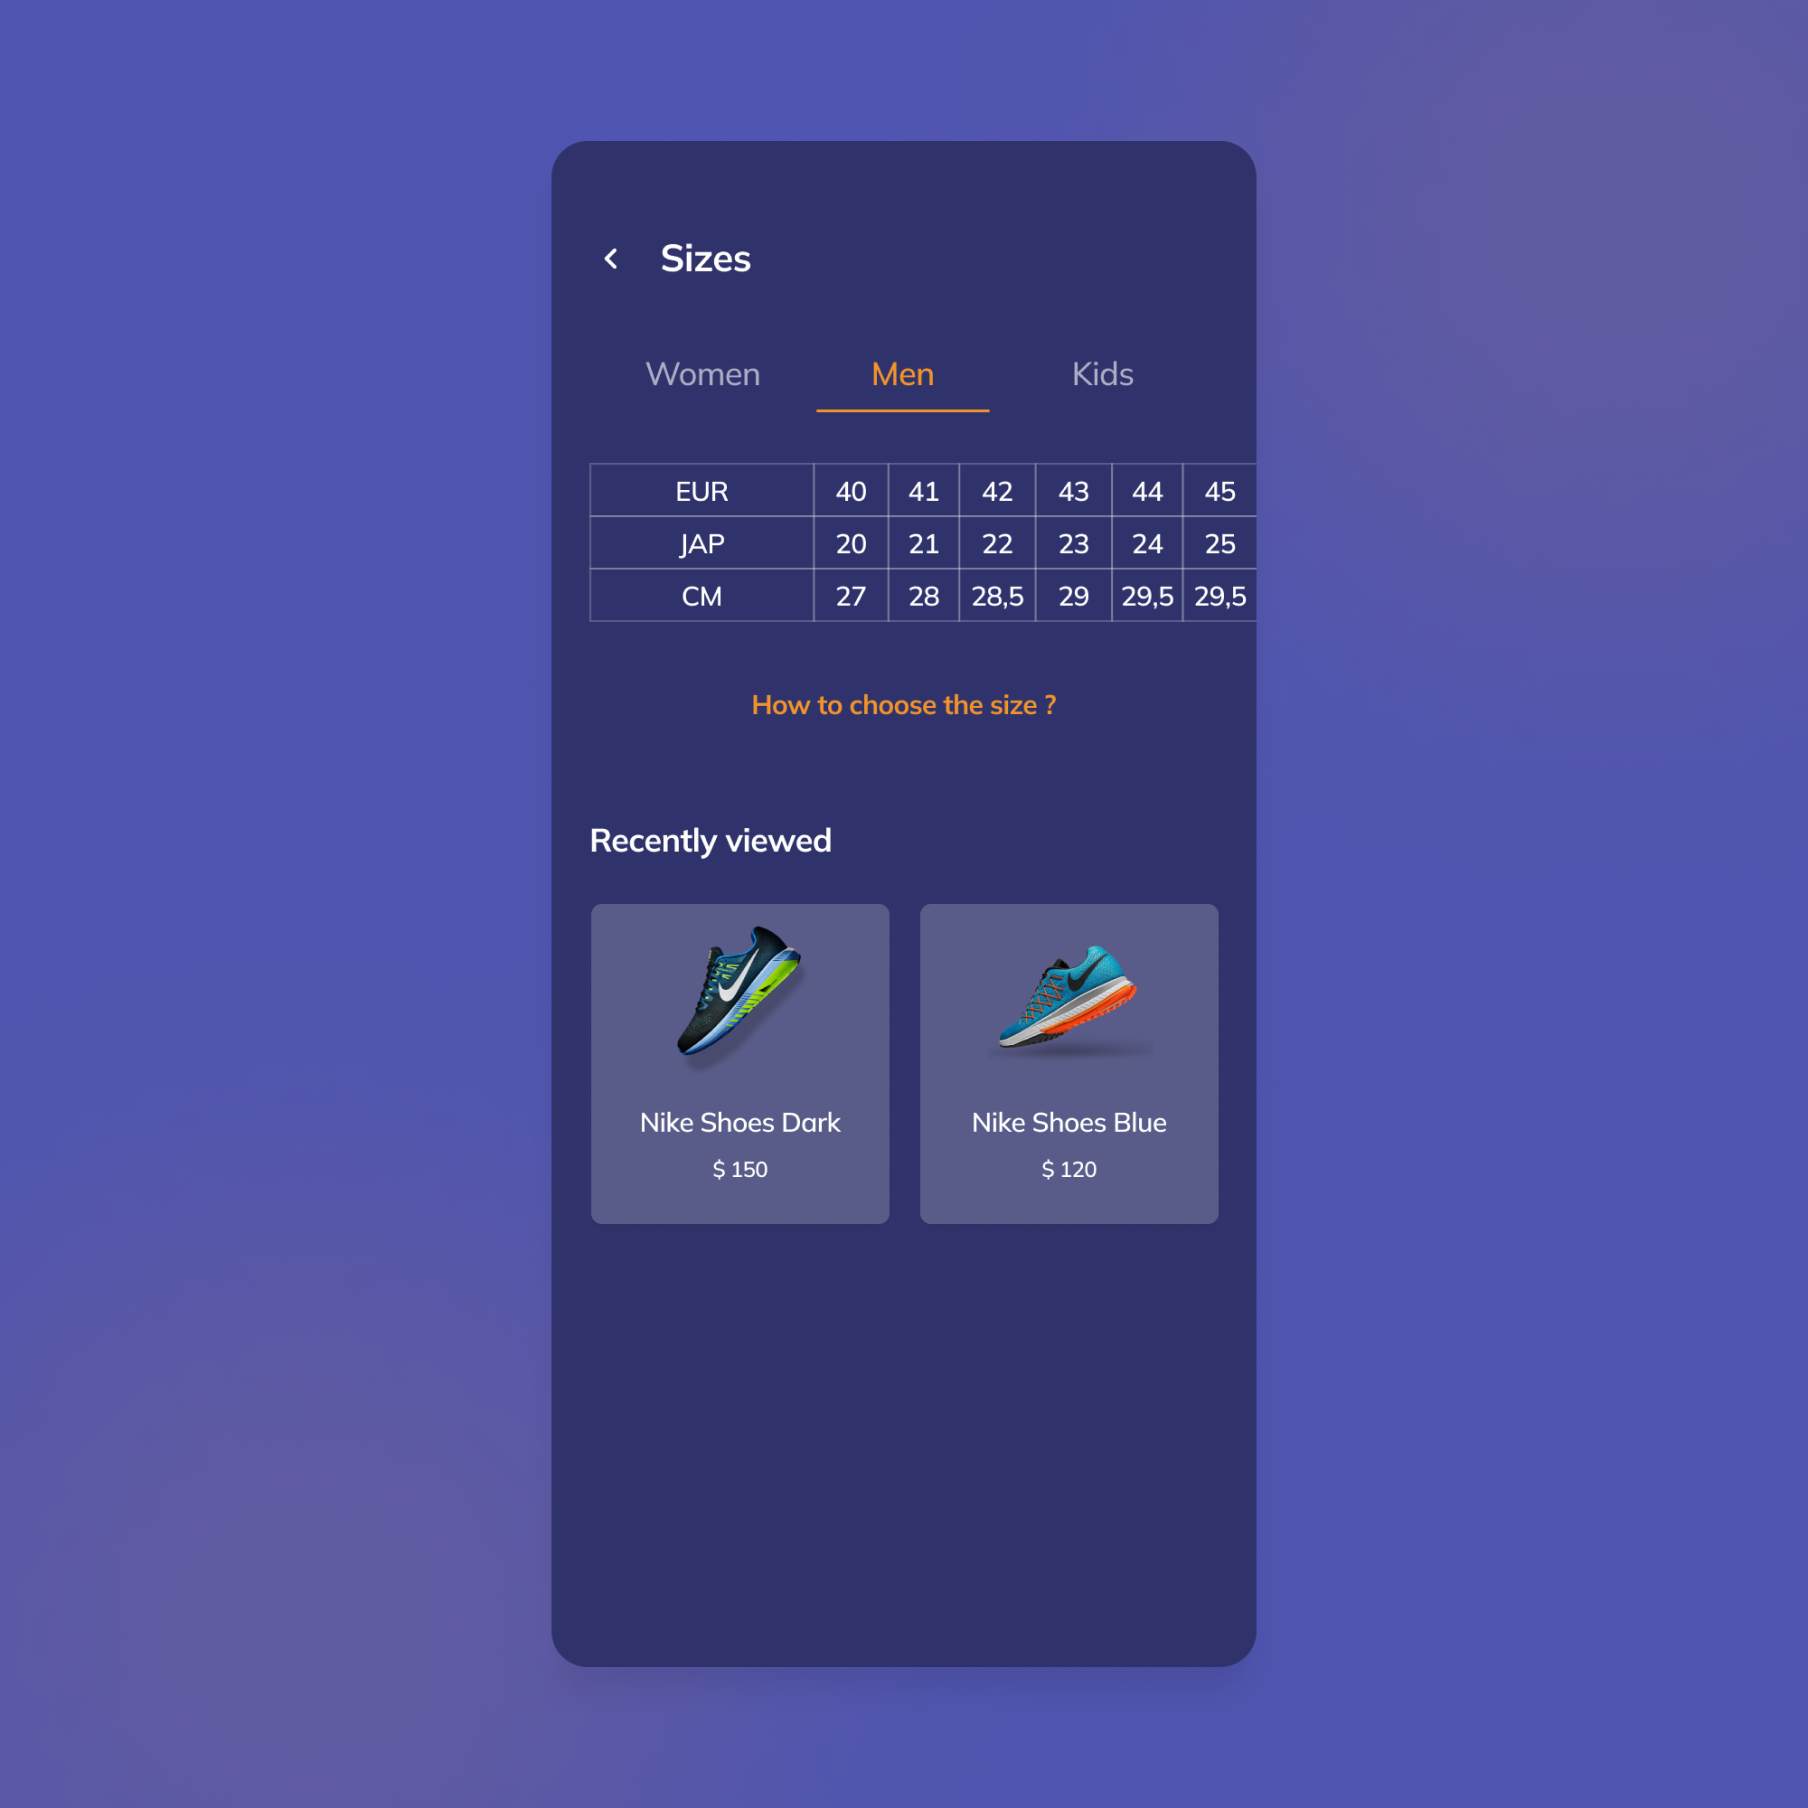 Sizes
Women Men Kids
EUR 40 41 42 43 44 45
JAP 20 21 22 23 24 25
CM 27 28 28,5 29 29,5 29,5
How to choose the size ?
Recently viewed
Nike Shoes Dark
$ 150
Nike Shoes Blue
$ 120